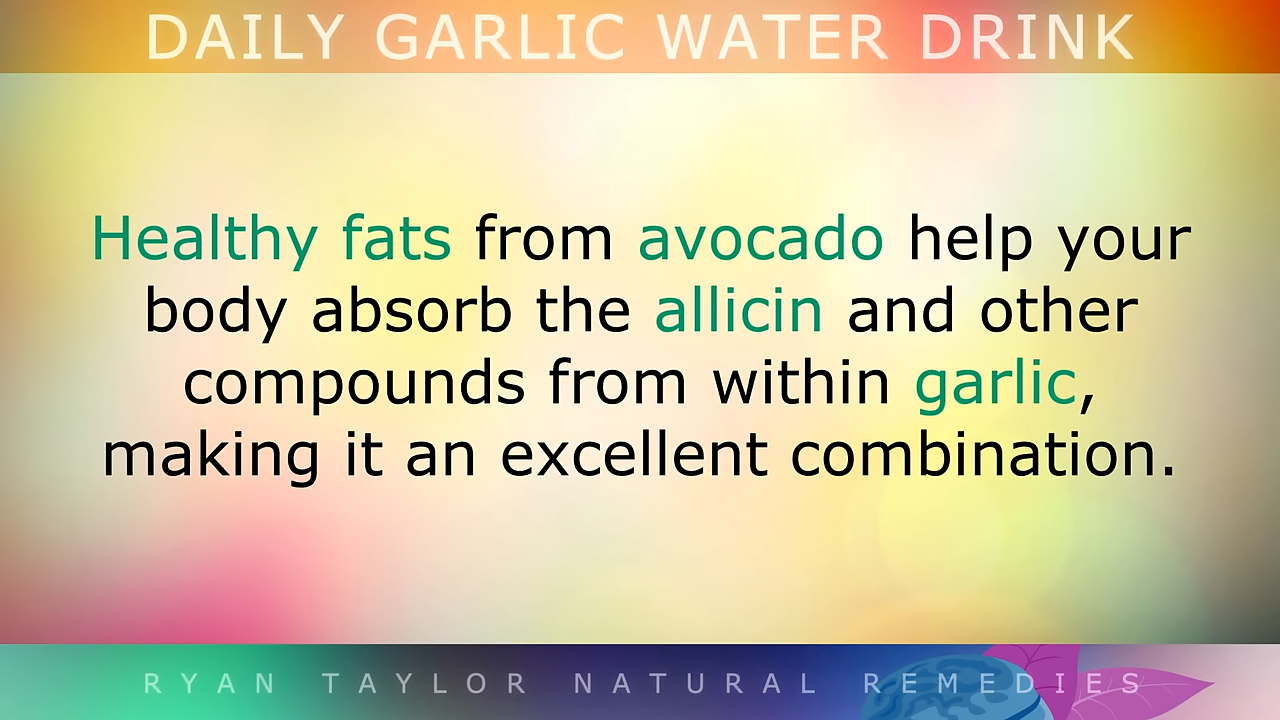 DAILY GARLIC WATER DRINK
Healthy fats from avocado help your
body absorb the allicin and other
compounds from within garlic,
making it an excellent combination.
RYAN TAYLOR NATURAL REMEDIES